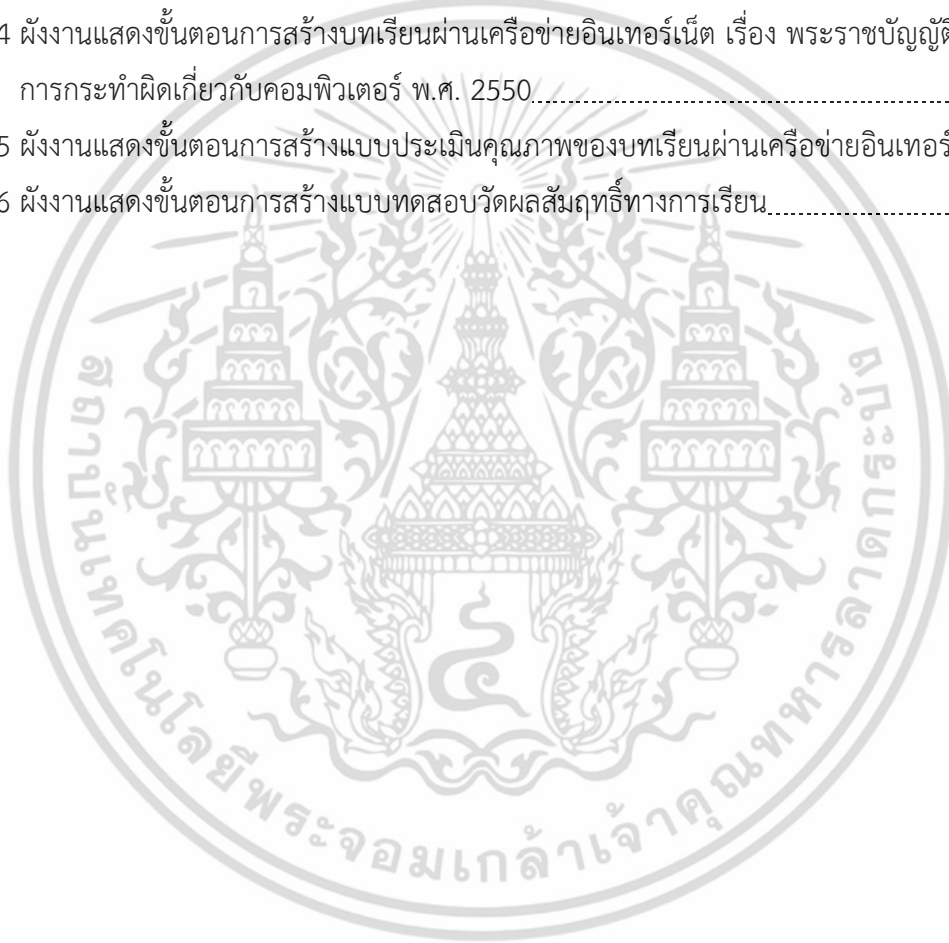 4 ผังงานแสดงขั้นตอนการสร้างบทเรียนผ่านเครือข่ายอินเทอร์เน็ต เรื่อง พระราชบัญญัติ
การกระทำผิดเกี่ยวกับคอมพิวเตอร์ พ.ศ. 2550
5 ผังงานแสดงขั้นตอนการสร้างแบบประเมินคุณภาพของบทเรียนผ่านเครือข่ายอินเทอร์
6 ผังงานแสดงขั้นตอนการสร้างแบบทดสอบวัดผลสัมฤทธิ์ทางการเรียน
สถาบันเทคโนโลยีพระจอมเกล้าเจ้าคุณทหารลาดกระบัง
๔